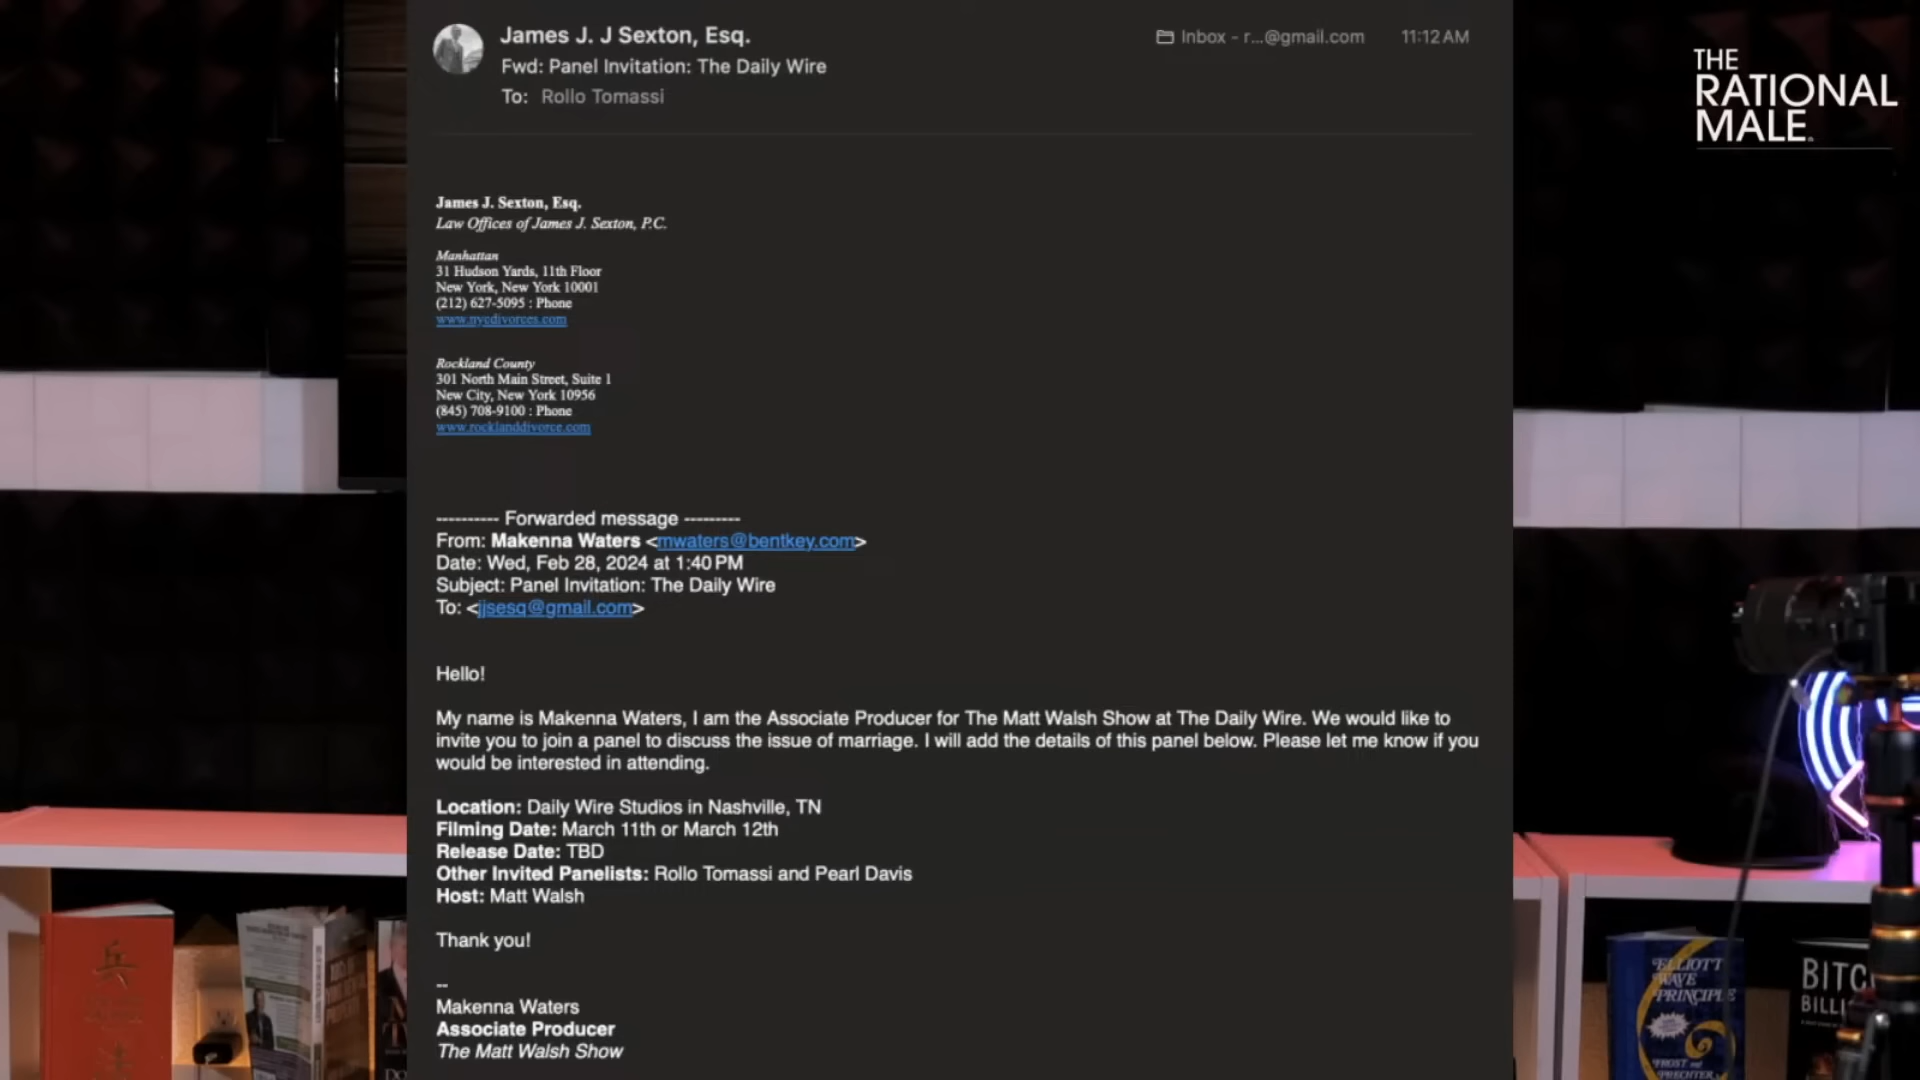 James J. J Sexton, Esq.
Inbox - r...@gmail.com
11:12 AM
Fwd: Panel Invitation: The Daily Wire
To: Rollo Tomassi
THE
RATIONAL
MALE
James J. Sexton, Esq.
Law Offices of James J. Sexton, P.C.
Manhattan
31 Hudson Yards, 11th Floor
New York, New York 10001
(212) 627-5095 : Phone
www.nycdivorces.com
Rockland County
301 North Main Street, Suite 1
New City, New York 10956
(845) 708-9100 : Phone
www.rocklanddivorce.com
---------- Forwarded message ---------
From: Makenna Waters <mwaters@bentkey.com>
Date: Wed, Feb 28, 2024 at 1:40 PM
Subject: Panel Invitation: The Daily Wire
To: <jjsesq@gmail.com>
Hello!
My name is Makenna Waters, I am the Associate Producer for The Matt Walsh Show at The Daily Wire. We would like to
invite you to join a panel to discuss the issue of marriage. I will add the details of this panel below. Please let me know if you
would be interested in attending.
Location: Daily Wire Studios in Nashville, TN
Filming Date: March 11th or March 12th
Release Date: TBD
Other Invited Panelists: Rollo Tomassi and Pearl Davis
Host: Matt Walsh
Thank you!
--
Makenna Waters
Associate Producer
The Matt Walsh Show
兵
法
ELLIOTT
WAVE
PRINCIPLE
FROST and
PRECHTER
BITC
BILLI